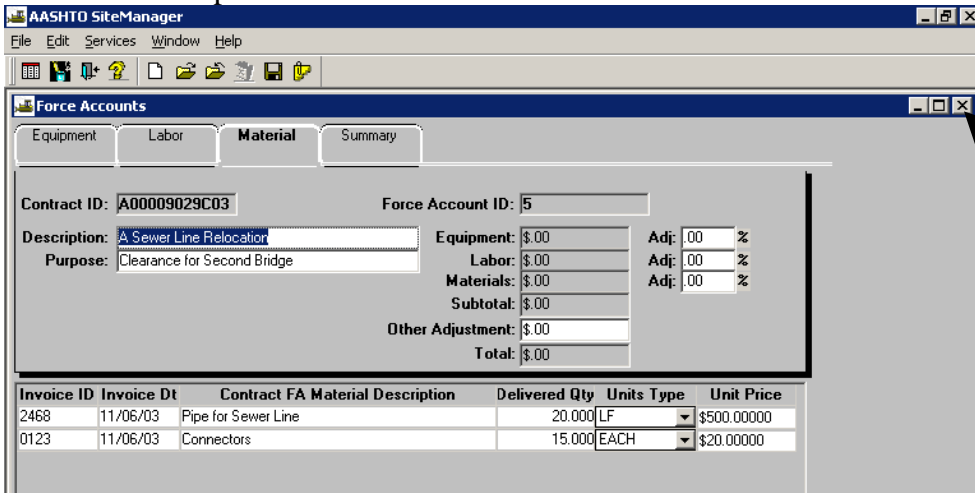 AASHTO SiteManager
File Edit Services Window Help
Force Accounts
Equipment Labor Material Summary
Contract ID: A00009029C03 Force Account ID: 5
Description: A Sewer Line Relocation Equipment: $.00 Adj: .00 %
Purpose: Clearance for Second Bridge Labor: $.00 Adj: .00 %
Materials: $.00 Adj: .00 %
Subtotal: $.00
Other Adjustment: $.00
Total: $.00
Invoice ID Invoice Dt Contract FA Material Description Delivered Qty Units Type Unit Price
2468 11/06/03 Pipe for Sewer Line 20.000 LF $500.00000
0123 11/06/03 Connectors 15.000 EACH $20.00000